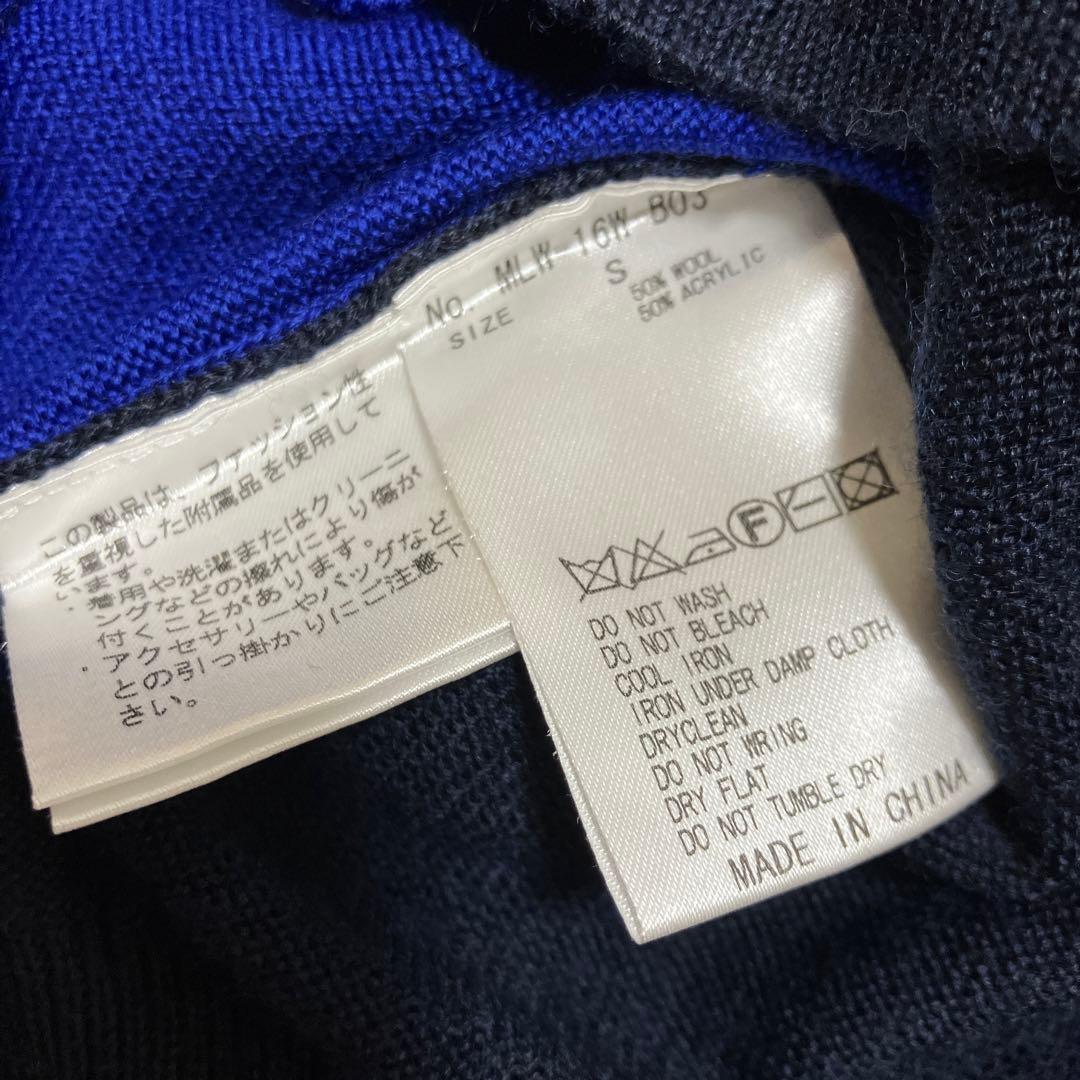 この製品は、ファッション性
を重視した附属品を使用して
います。
着用や洗濯またはクリーニ
ングなどの擦れにより傷が
付くことがあります。
アクセサリーやバッグなど
との引っ掛かりにご注意下
さい。
No. MLW-16W-B03
SIZE S
50% WOOL
50% ACRYLIC
F
DO NOT WASH
DO NOT BLEACH
COOL IRON
IRON UNDER DAMP CLOTH
DRYCLEAN
DO NOT WRING
DRY FLAT
DO NOT TUMBLE DRY
MADE IN CHINA